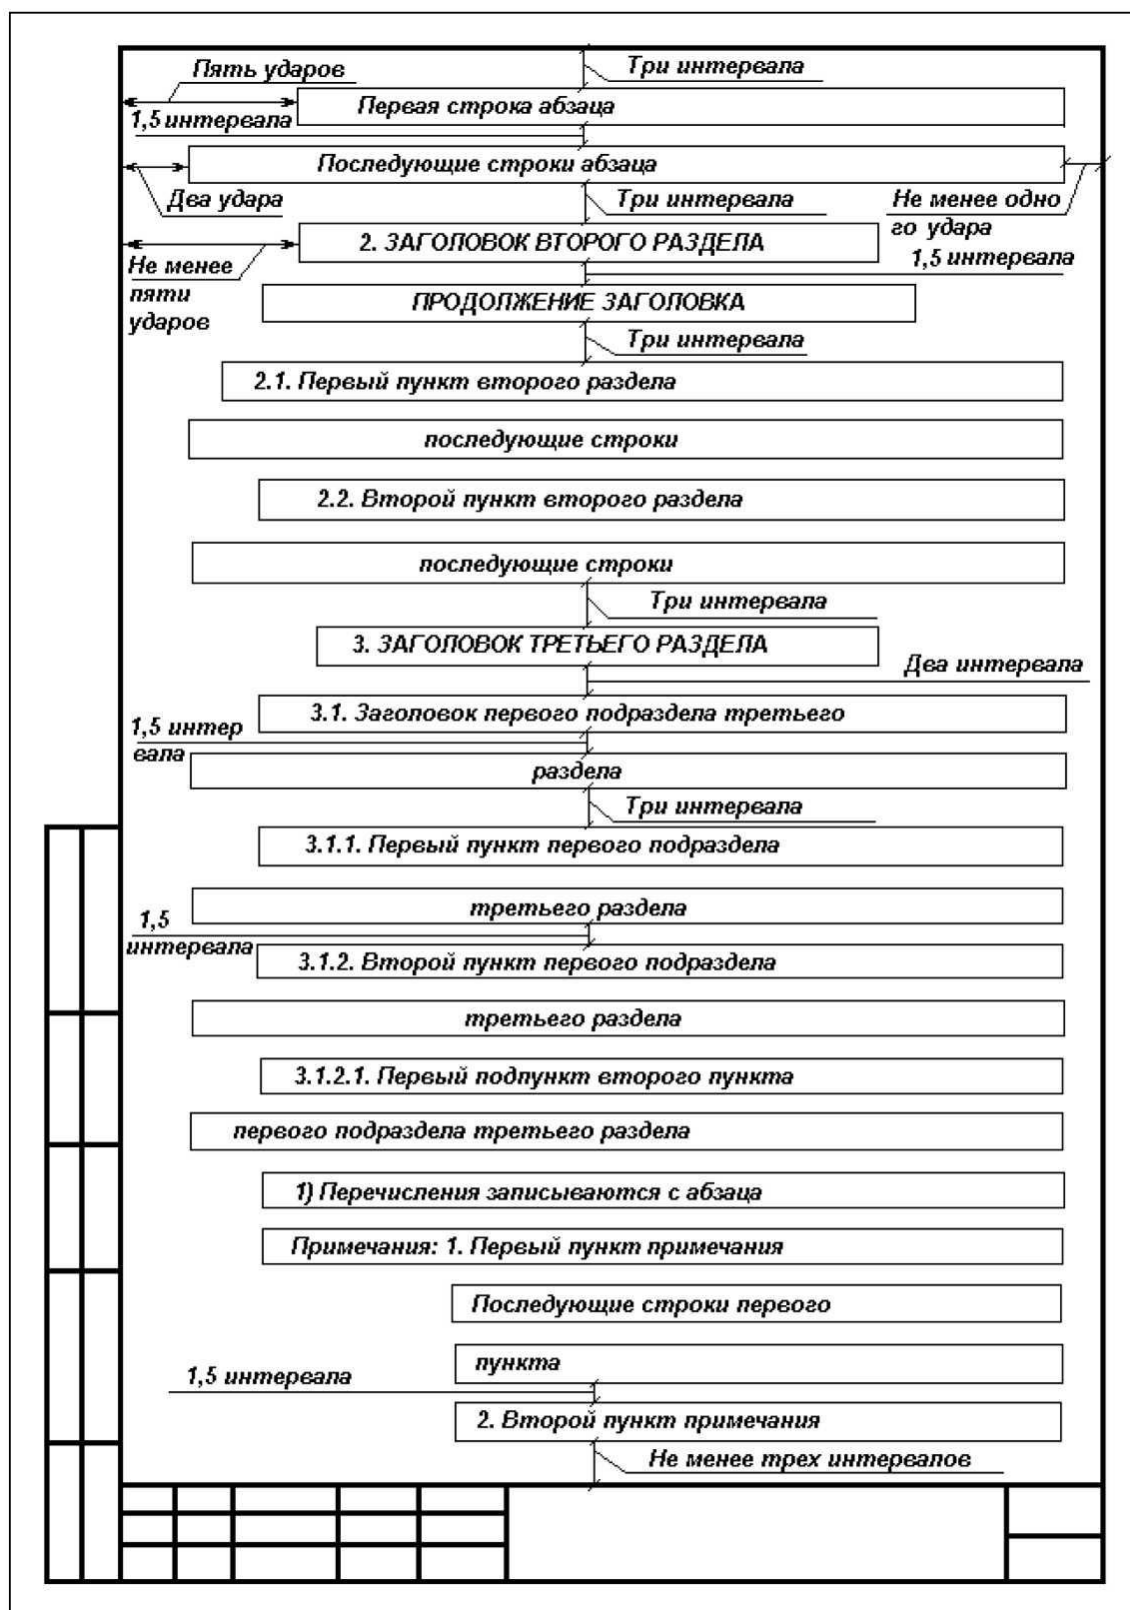 Пять ударов
Три интервала
Первая строка абзаца
1,5 интервала
Последующие строки абзаца
Два удара
Три интервала
Не менее одно
го удара
2. ЗАГОЛОВОК ВТОРОГО РАЗДЕЛА
1,5 интервала
Не менее
пяти
ударов
ПРОДОЛЖЕНИЕ ЗАГОЛОВКА
Три интервала
2.1. Первый пункт второго раздела
последующие строки
2.2. Второй пункт второго раздела
последующие строки
Три интервала
3. ЗАГОЛОВОК ТРЕТЬЕГО РАЗДЕЛА
Два интервала
3.1. Заголовок первого подраздела третьего
1,5 интер
вала
раздела
Три интервала
3.1.1. Первый пункт первого подраздела
третьего раздела
1,5
интервала
3.1.2. Второй пункт первого подраздела
третьего раздела
3.1.2.1. Первый подпункт второго пункта
первого подраздела третьего раздела
1) Перечисления записываются с абзаца
Примечания: 1. Первый пункт примечания
Последующие строки первого
пункта
1,5 интервала
2. Второй пункт примечания
Не менее трех интервалов